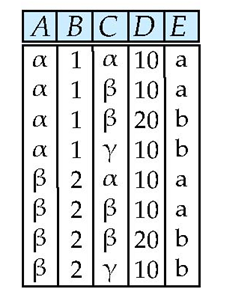 A B C D E
α 1 α 10 a
α 1 β 10 a
α 1 β 20 b
α 1 γ 10 b
β 2 α 10 a
β 2 β 10 a
β 2 β 20 b
β 2 γ 10 b